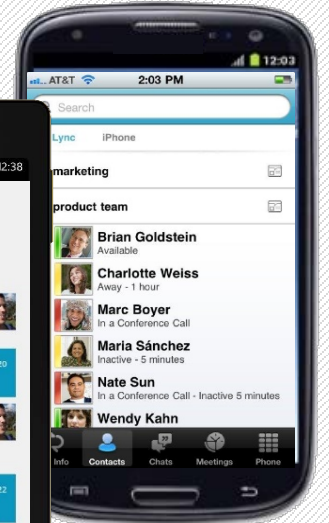 12:03
AT&T 2:03 PM
Search
Lync iPhone
marketing
product team
Brian Goldstein
Available
Charlotte Weiss
Away - 1 hour
Marc Boyer
In a Conference Call
Maria Sánchez
Inactive - 5 minutes
Nate Sun
In a Conference Call - Inactive 5 minutes
Wendy Kahn
Info Contacts Chats Meetings Phone
2:38
20
22